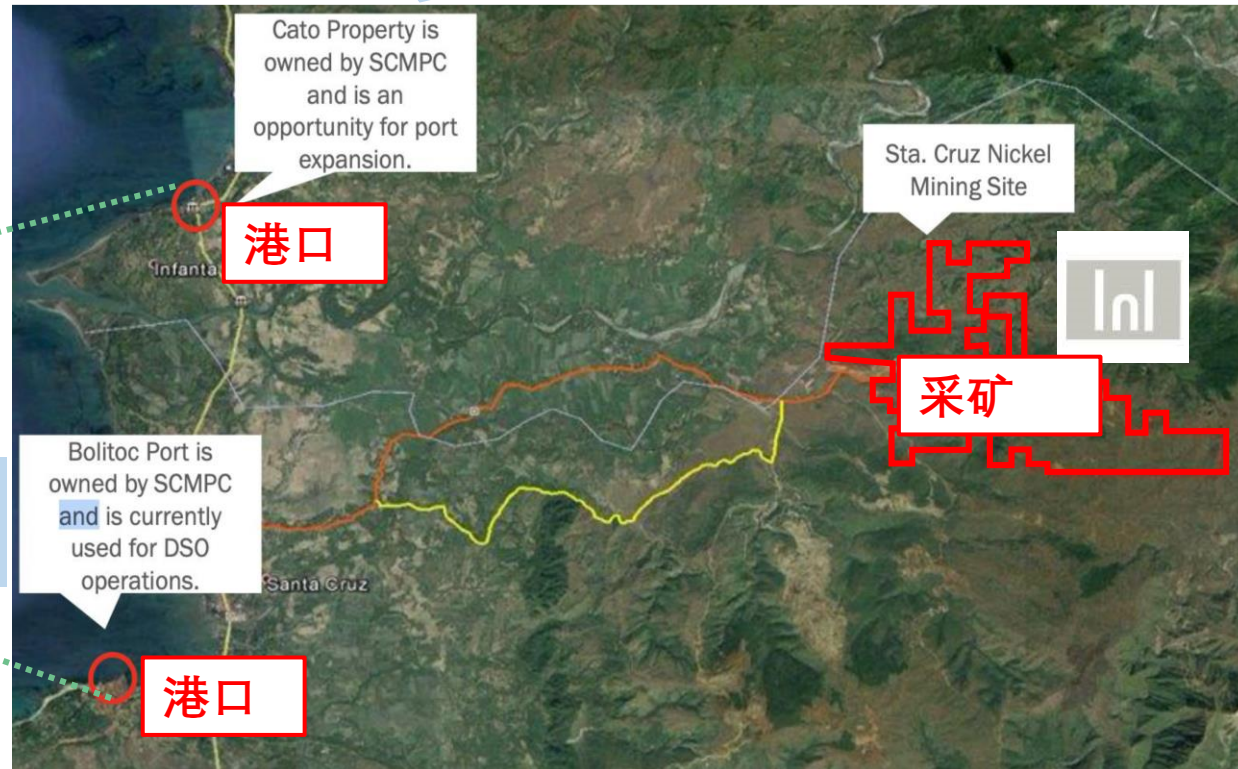 Cato Property is
owned by SCMPC
and is an
opportunity for port
expansion.
港口
Infanta
Sta. Cruz Nickel
Mining Site
采矿
Bolitoc Port is
owned by SCMPC
and is currently
used for DSO
operations.
Santa Cruz
港口